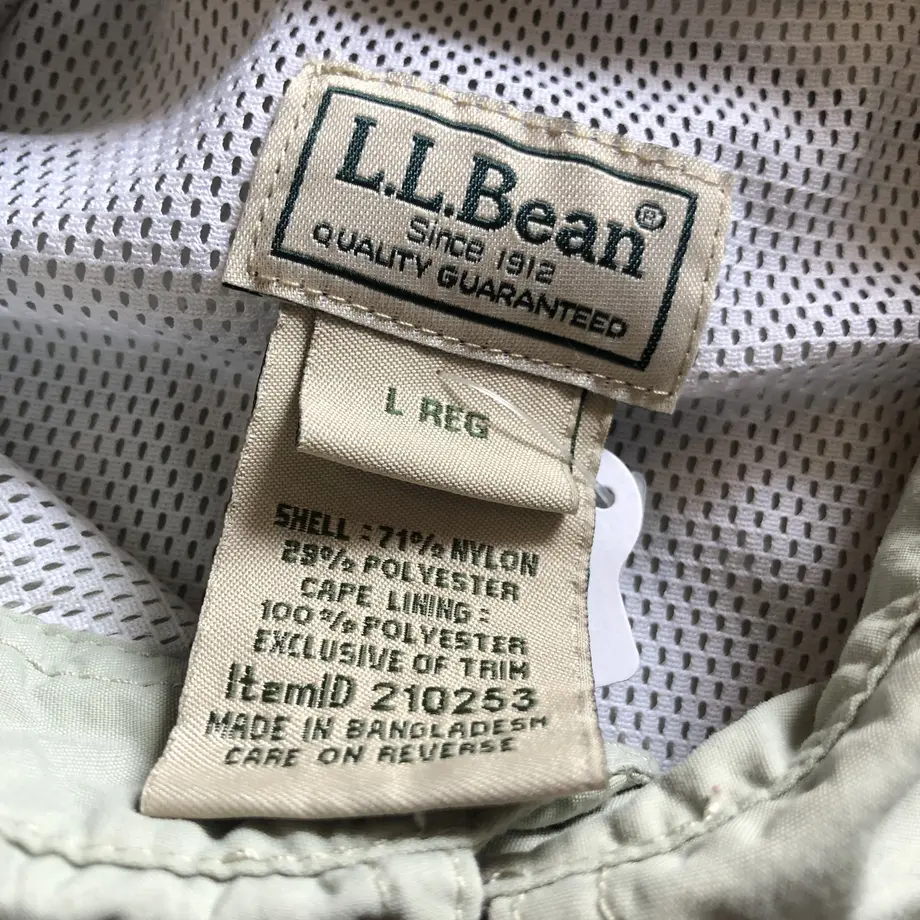 L.L.Bean®
Since 1912
QUALITY GUARANTEED
L REG
SHELL : 71% NYLON
29% POLYESTER
CAPE LINING :
100% POLYESTER
EXCLUSIVE OF TRIM
ItemID 210253
MADE IN BANGLADESH
CARE ON REVERSE